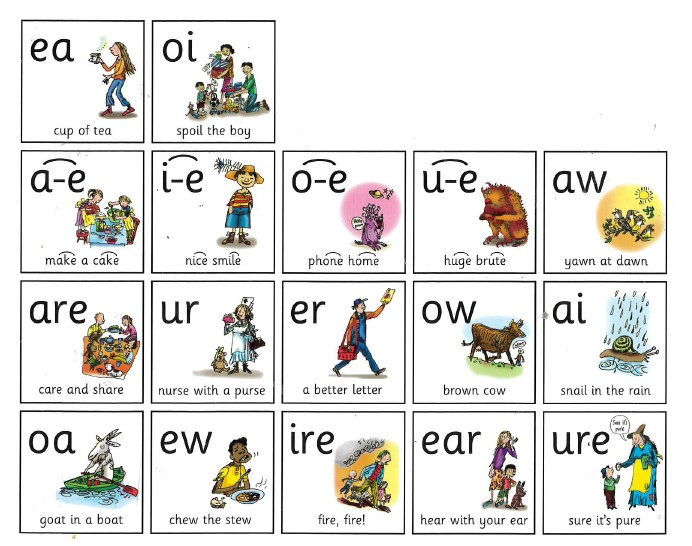 ea
cup of tea
oi
spoil the boy
a-e
make a cake
i-e
nice smile
o-e
phone home
u-e
huge brute
aw
yawn at dawn
are
care and share
ur
nurse with a purse
er
a better letter
ow
brown cow
ai
snail in the rain
oa
goat in a boat
ew
chew the stew
ire
fire, fire!
ear
hear with your ear
ure
sure it's pure